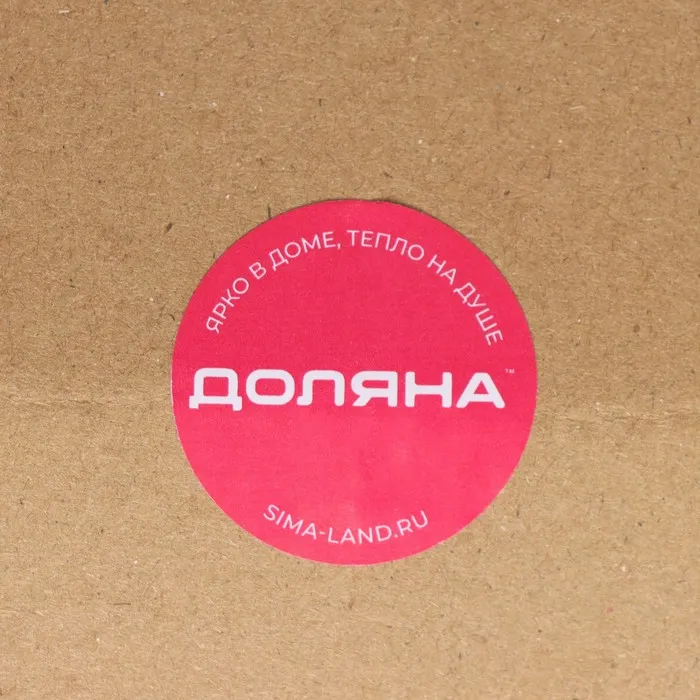 ЯРКО В ДОМЕ, ТЕПЛО НА ДУШЕ
ДОЛЯНА™
SIMA-LAND.RU